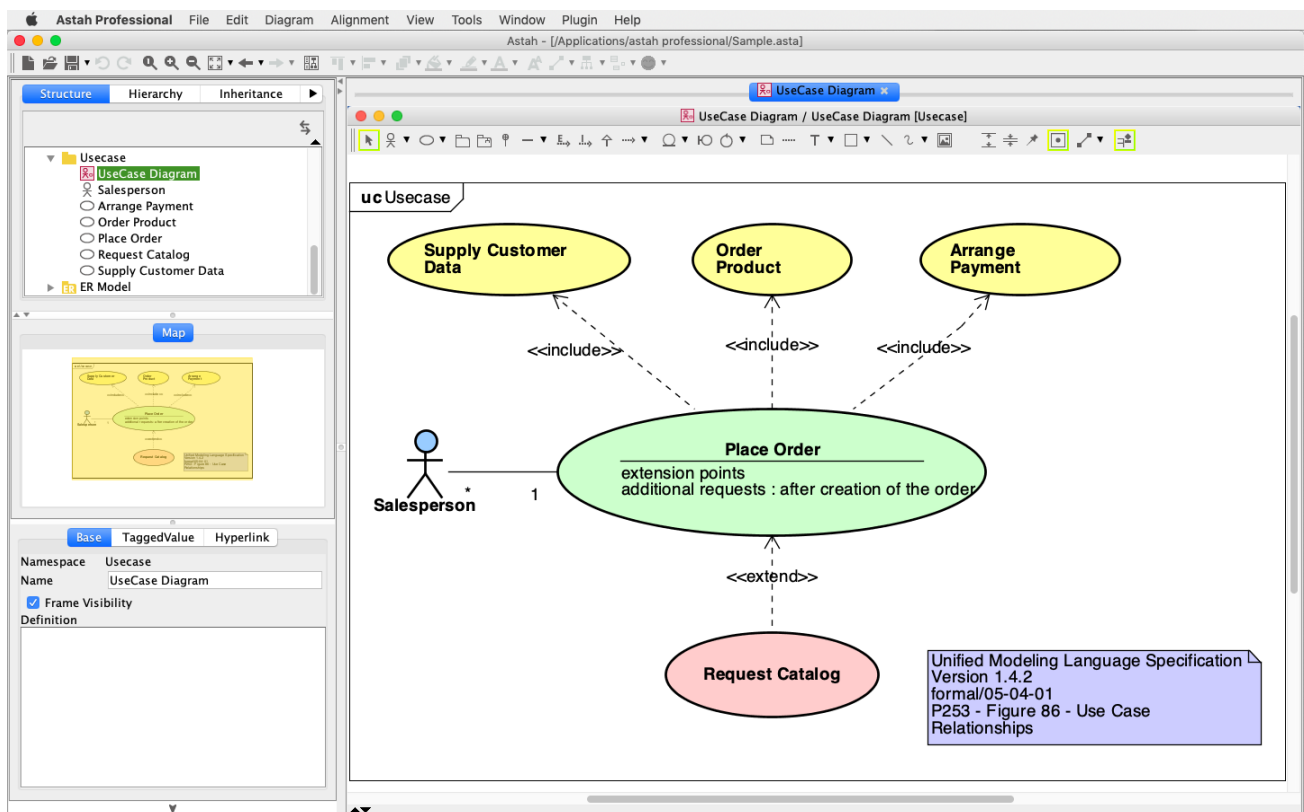 Astah Professional File Edit Diagram Alignment View Tools Window Plugin Help
Astah - [/Applications/astah professional/Sample.asta]
Structure Hierarchy Inheritance
Usecase
UseCase Diagram
Salesperson
Arrange Payment
Order Product
Place Order
Request Catalog
Supply Customer Data
ER Model
Map
Base TaggedValue Hyperlink
Namespace Usecase
Name UseCase Diagram
Frame Visibility
Definition
UseCase Diagram
UseCase Diagram / UseCase Diagram [Usecase]
uc Usecase
Supply Customer
Data
Order
Product
Arrange
Payment
<<include>> <<include>> <<include>>
Place Order
extension points
additional requests : after creation of the order
* 1
Salesperson
<<extend>>
Request Catalog
Unified Modeling Language Specification
Version 1.4.2
formal/05-04-01
P253 - Figure 86 - Use Case
Relationships